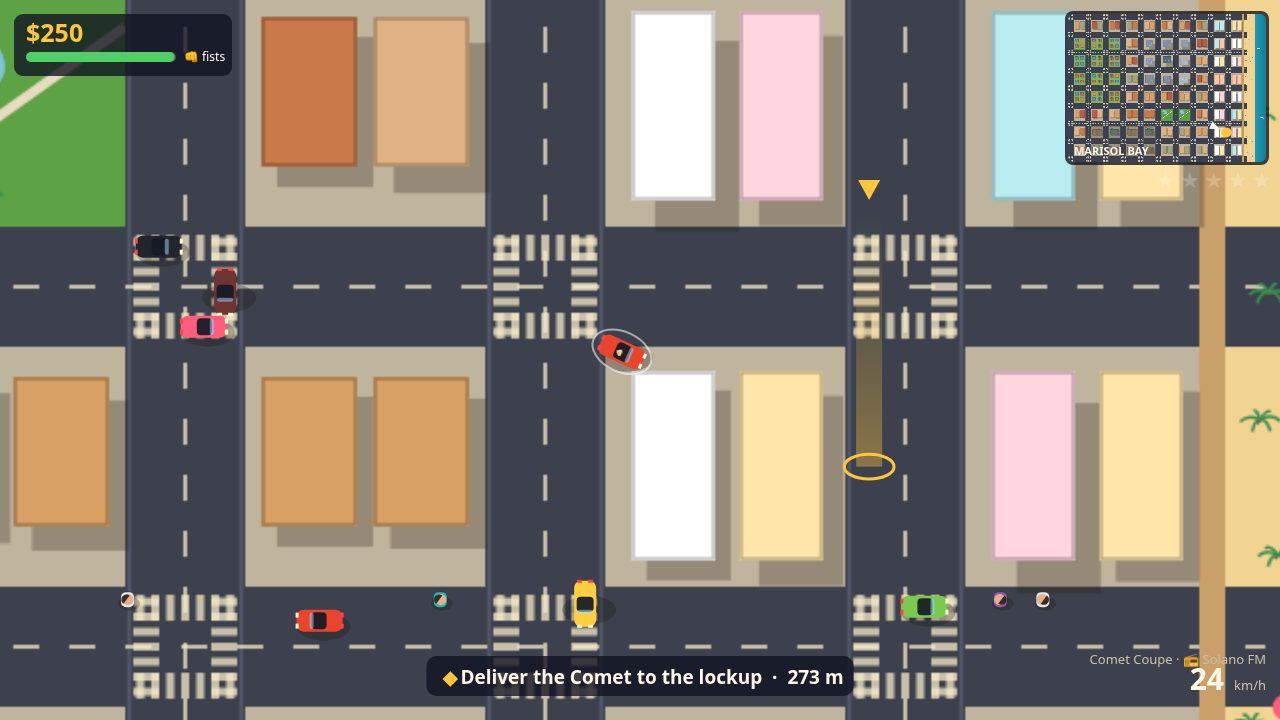 $250
fists
MARISOL BAY
Deliver the Comet to the lockup · 273 m
Comet Coupe · Solano FM
24 km/h